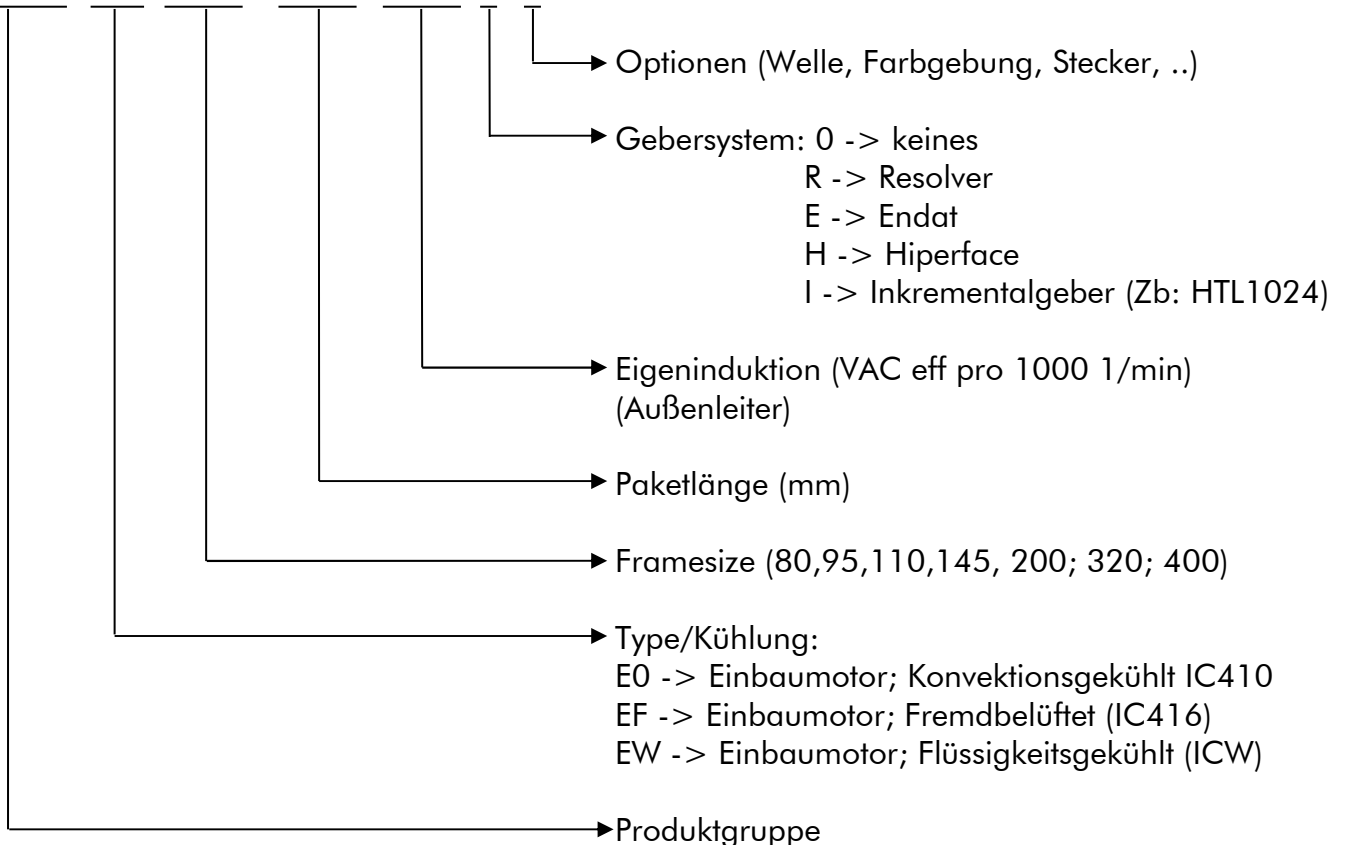 Optionen (Welle, Farbgebung, Stecker, ..)
Gebersystem: 0 -> keines
R -> Resolver
E -> Endat
H -> Hiperface
I -> Inkrementalgeber (Zb: HTL1024)
Eigeninduktion (VAC eff pro 1000 1/min)
(Außenleiter)
Paketlänge (mm)
Framesize (80,95,110,145, 200; 320; 400)
Type/Kühlung:
E0 -> Einbaumotor; Konvektionsgekühlt IC410
EF -> Einbaumotor; Fremdbelüftet (IC416)
EW -> Einbaumotor; Flüssigkeitsgekühlt (ICW)
Produktgruppe